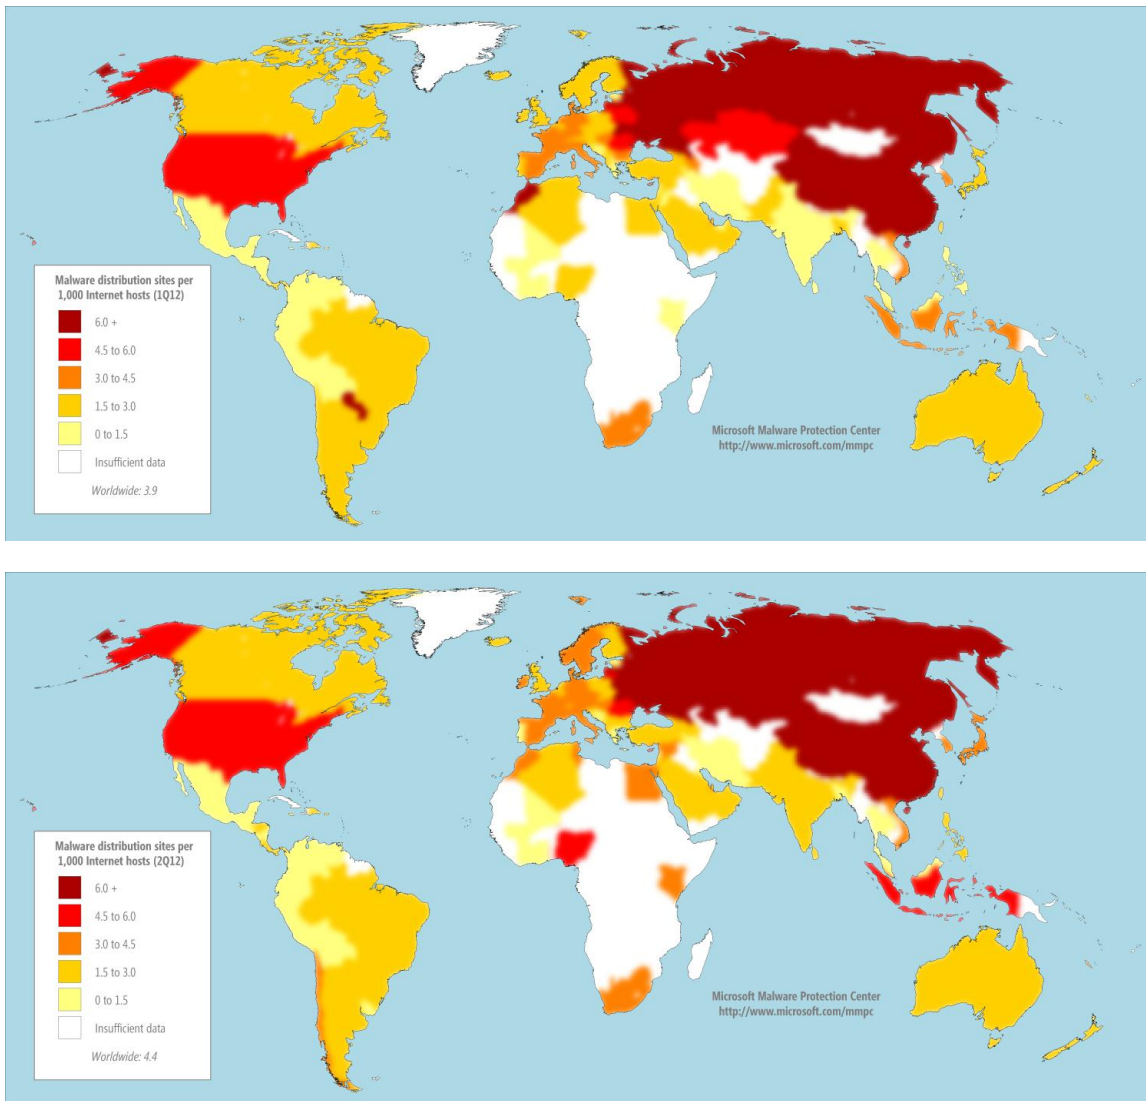 Malware distribution sites per
1,000 Internet hosts (1Q12)
6.0 +
4.5 to 6.0
3.0 to 4.5
1.5 to 3.0
0 to 1.5
Insufficient data
Worldwide: 3.9
Microsoft Malware Protection Center
http://www.microsoft.com/mmpc
Malware distribution sites per
1,000 Internet hosts (2Q12)
6.0 +
4.5 to 6.0
3.0 to 4.5
1.5 to 3.0
0 to 1.5
Insufficient data
Worldwide: 4.4
Microsoft Malware Protection Center
http://www.microsoft.com/mmpc